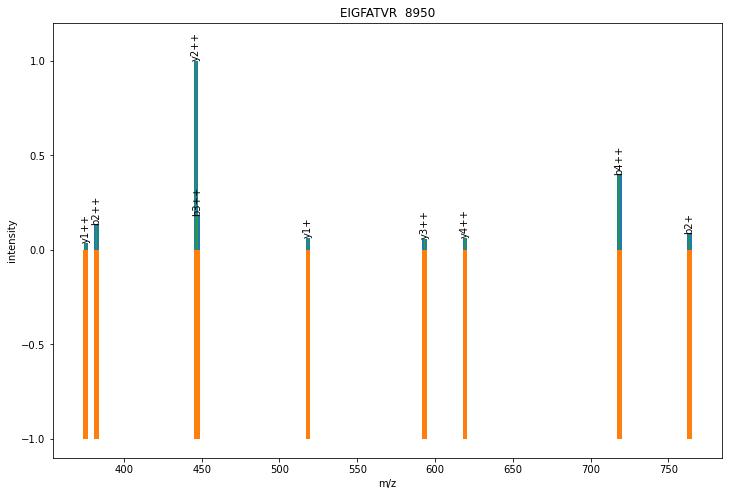 EIGFATVR 8950
1.0
0.5
0.0
−0.5
−1.0
intensity
y1++
b2++
y2++
b3++
y1+
y3++
y4++
b4++
b2+
400
450
500
550
600
650
700
750
m/z